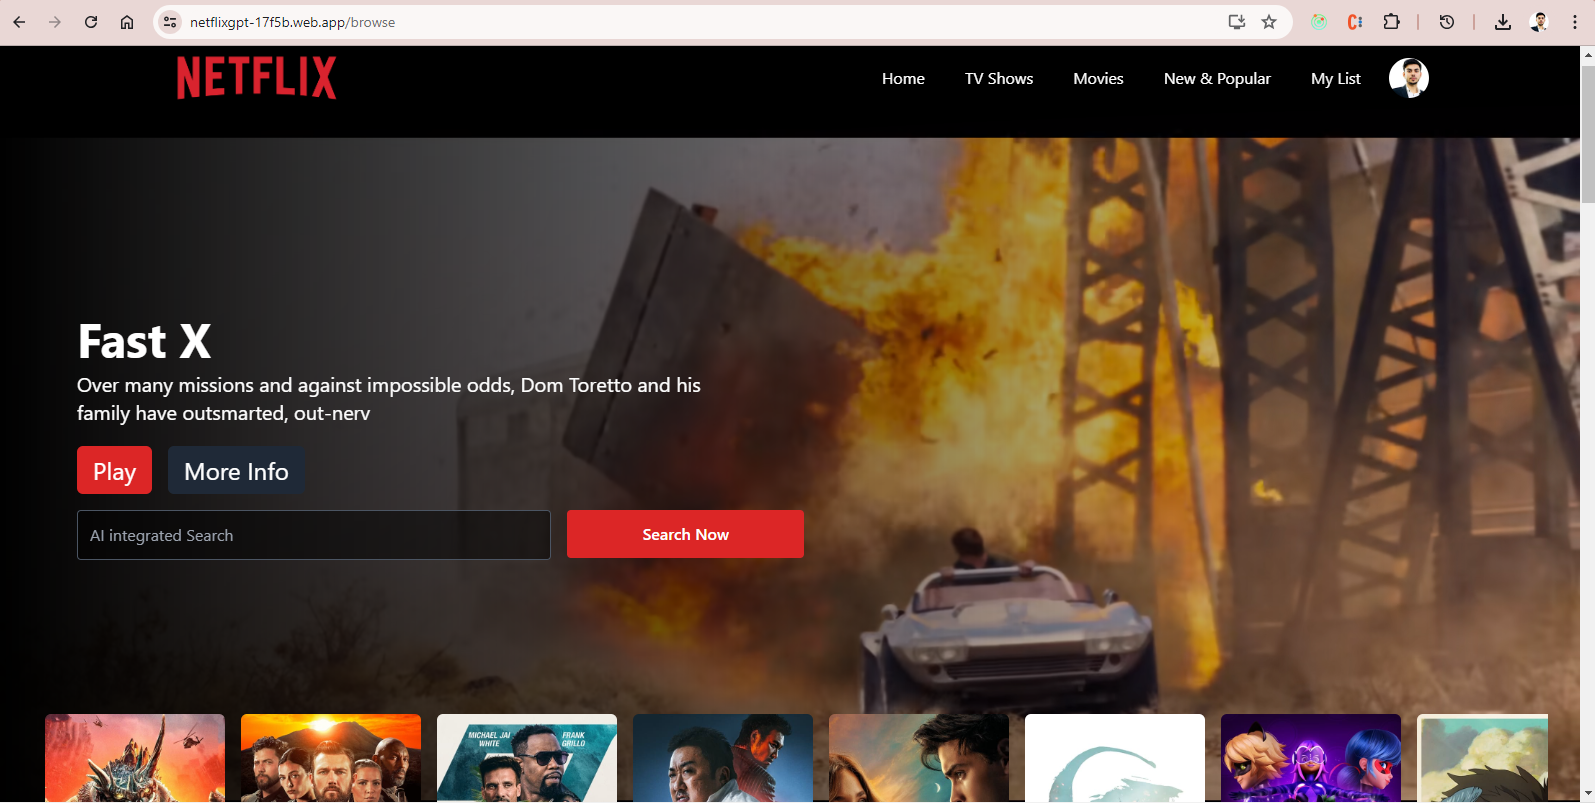 netflixgpt-17f5b.web.app/browse
NETFLIX
Home TV Shows Movies New & Popular My List
Fast X
Over many missions and against impossible odds, Dom Toretto and his
family have outsmarted, out-nerv
Play More Info
AI integrated Search Search Now
MICHAEL JAI
WHITE
FRANK
GRILLO